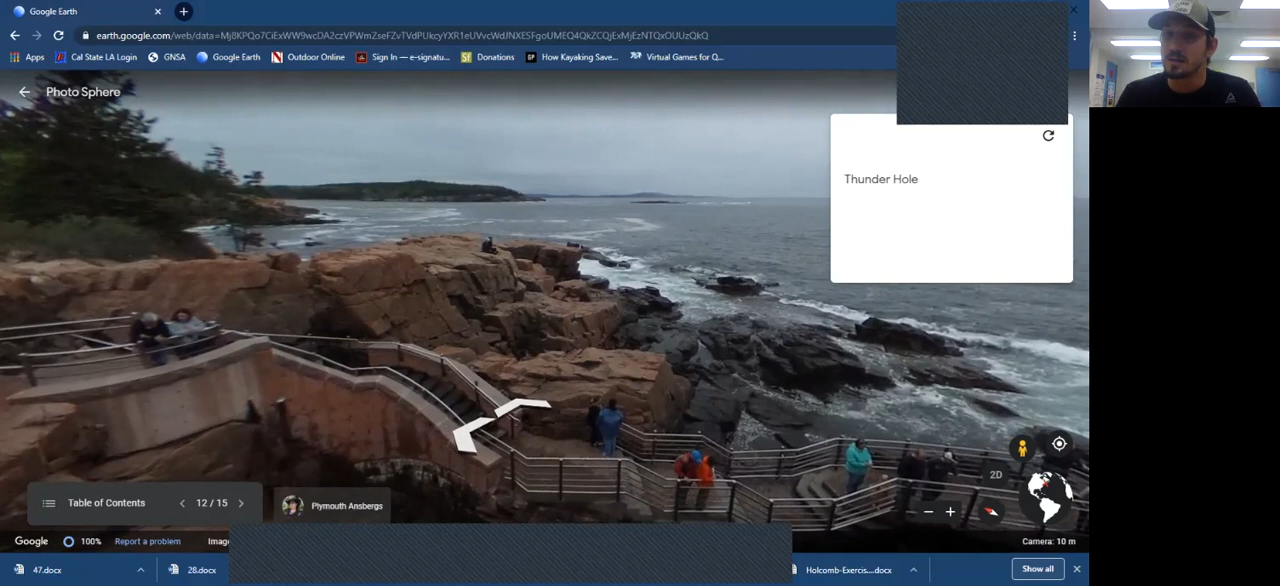 Google Earth
earth.google.com/web/data=Mj8KPQo7CiExWW9wcDA2czVPWmZseFZvTVdPUkcyYXR1eUVvcWdJNXESFgoUMEQ4QkZCQjExMjEzNTQxOUUzQkQ
Apps Cal State LA Login GNSA Google Earth Outdoor Online Sign In — e-signatu... Donations How Kayaking Save... Virtual Games for Q...
Photo Sphere
Thunder Hole
2D
Table of Contents 12 / 15 Plymouth Ansbergs
Google 100% Report a problem Imag Camera: 10 m
47.docx 28.docx Holcomb-Exercis....docx Show all